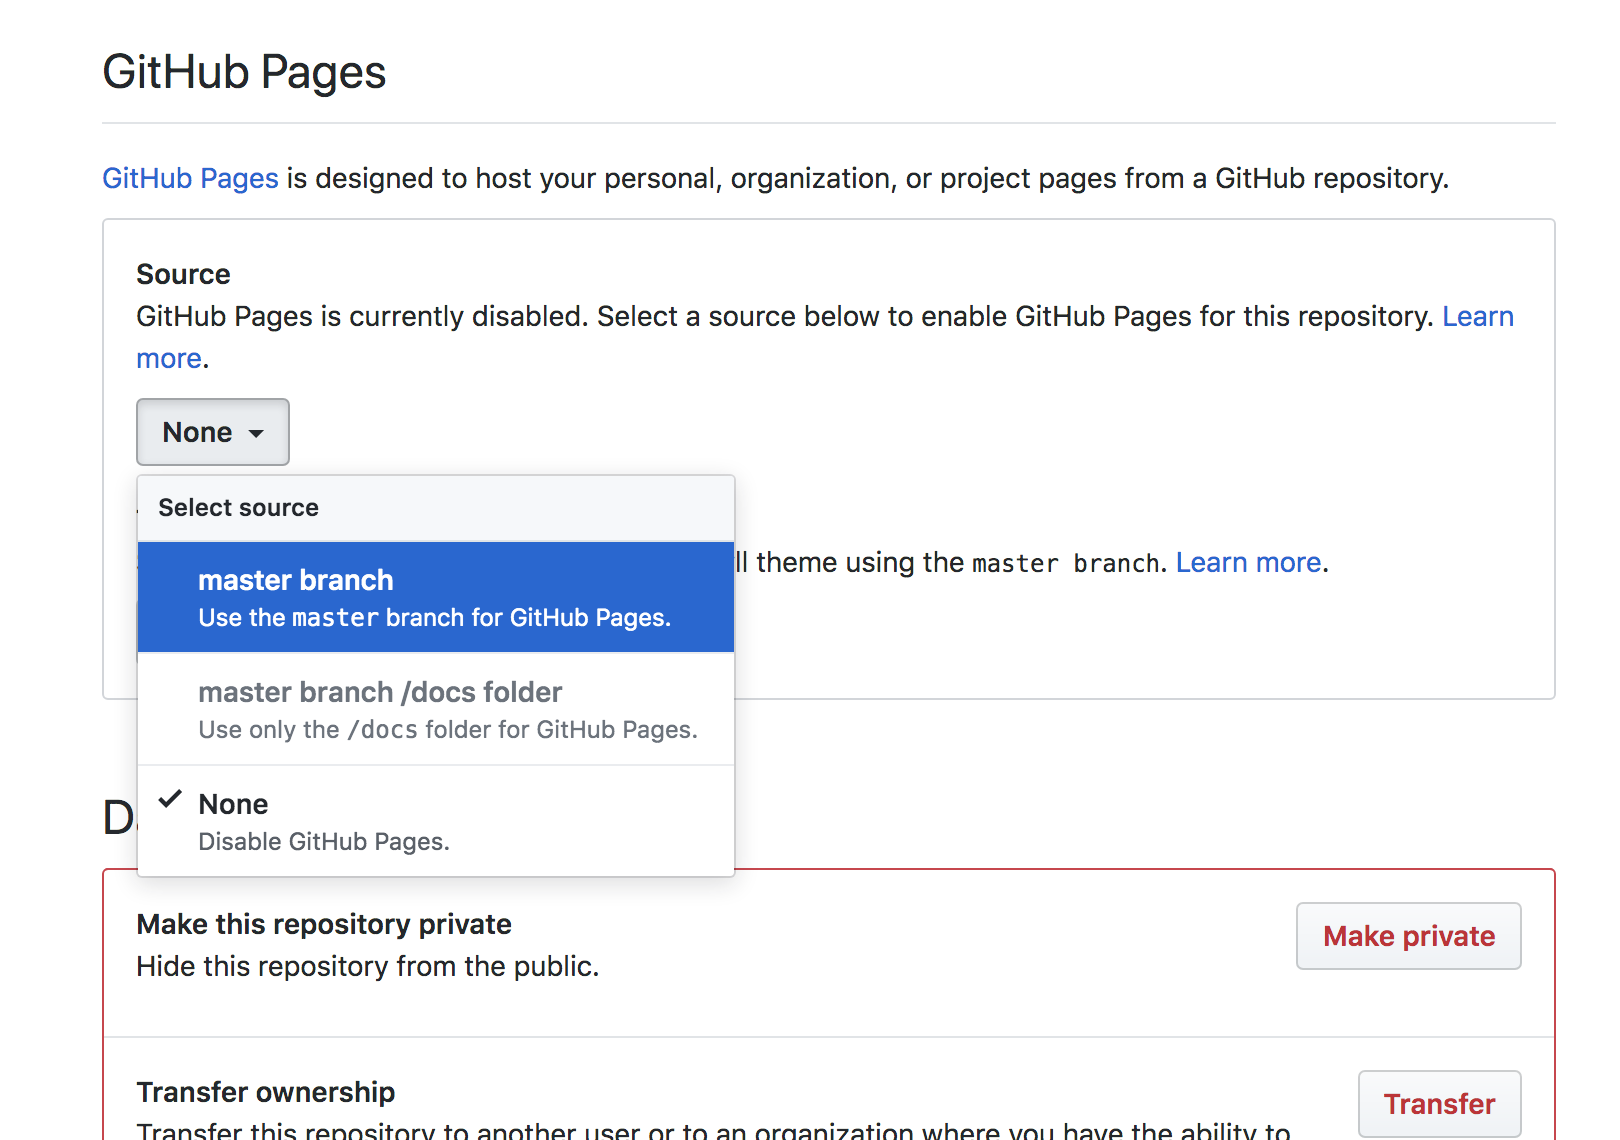 GitHub Pages
GitHub Pages is designed to host your personal, organization, or project pages from a GitHub repository.
Source
GitHub Pages is currently disabled. Select a source below to enable GitHub Pages for this repository. Learn
more.
None
Select source
theme using the master branch. Learn more.
master branch
Use the master branch for GitHub Pages.
master branch /docs folder
Use only the /docs folder for GitHub Pages.
None
Disable GitHub Pages.
Make this repository private
Hide this repository from the public.
Make private
Transfer ownership
Transfer this repository to another user or to an organization where you have the ability to
Transfer